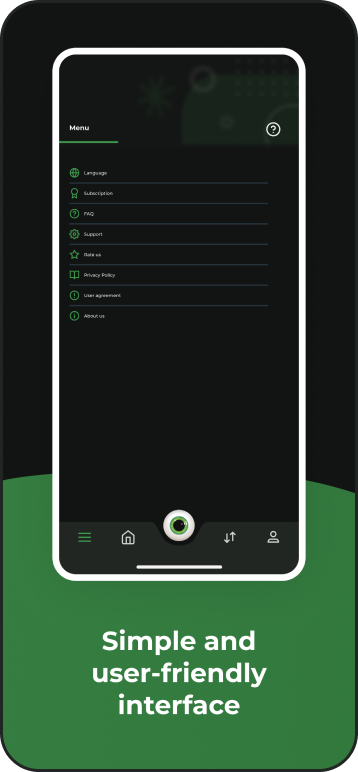 Menu
Language
Subscription
FAQ
Support
Rate us
Privacy Policy
User agreement
About us
Simple and
user-friendly
interface